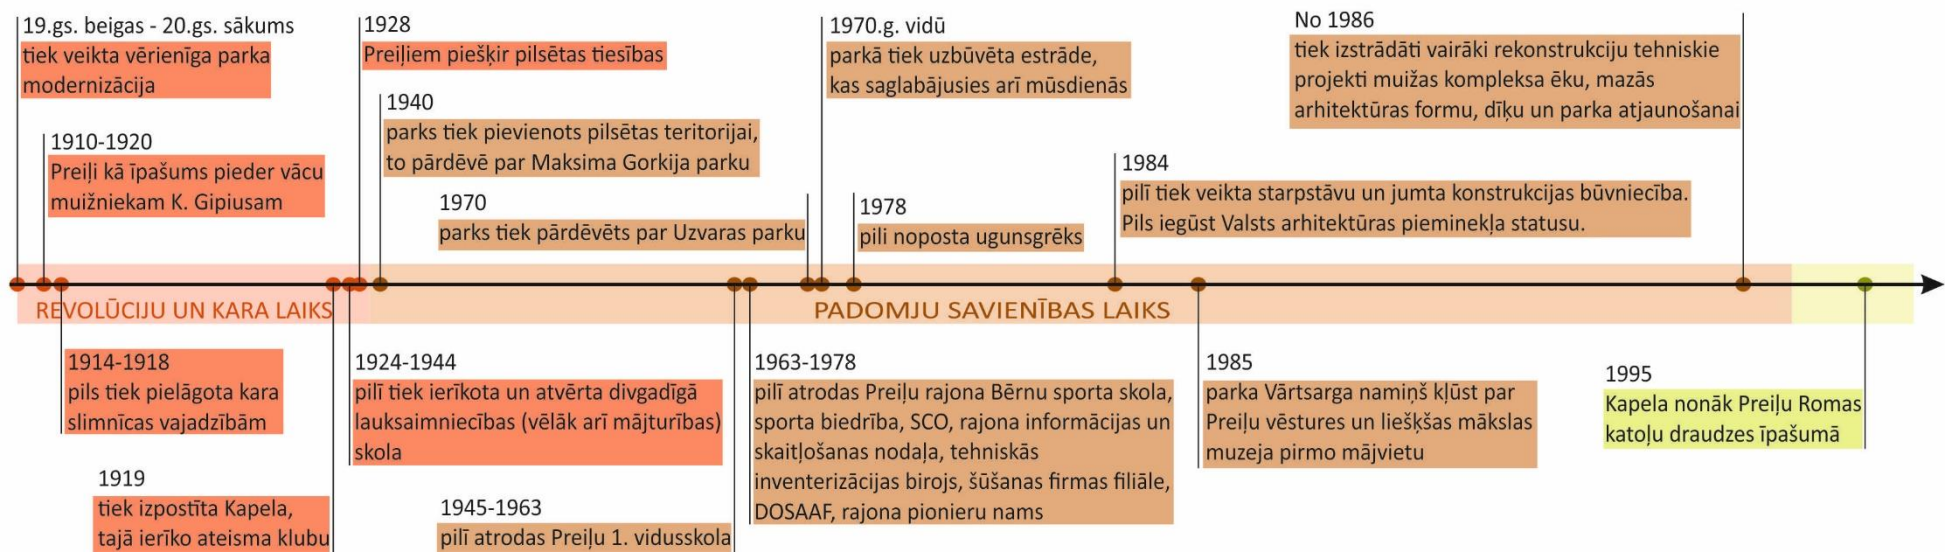 19.gs. beigas - 20.gs. sākums
tiek veikta vērienīga parka
modernizācija
1910-1920
Preiļi kā īpašums pieder vācu
muižniekam K. Gipiusam
1928
Preiļiem piešķir pilsētas tiesības
1940
parks tiek pievienots pilsētas teritorijai,
to pārdēvē par Maksima Gorkija parku
1970
parks tiek pārdēvēts par Uzvaras parku
1970.g. vidū
parkā tiek uzbūvēta estrāde,
kas saglabājusies arī mūsdienās
1978
pili noposta ugunsgrēks
1984
pilī tiek veikta starpstāvu un jumta konstrukcijas būvniecība.
Pils iegūst Valsts arhitektūras pieminekļa statusu.
No 1986
tiek izstrādāti vairāki rekonstrukciju tehniskie
projekti muižas kompleksa ēku, mazās
arhitektūras formu, dīķu un parka atjaunošanai
REVOLŪCIJU UN KARA LAIKS
PADOMJU SAVIENĪBAS LAIKS
1914-1918
pils tiek pielāgota kara
slimnīcas vajadzībām
1919
tiek izpostīta Kapela,
tajā ierīko ateisma klubu
1924-1944
pilī tiek ierīkota un atvērta divgadīgā
lauksaimniecības (vēlāk arī mājturības)
skola
1945-1963
pilī atrodas Preiļu 1. vidusskola
1963-1978
pilī atrodas Preiļu rajona Bērnu sporta skola,
sporta biedrība, SCO, rajona informācijas un
skaitļošanas nodaļa, tehniskās
inventerizācijas birojs, šūšanas firmas filiāle,
DOSAAF, rajona pionieru nams
1985
parka Vārtsarga namiņš kļūst par
Preiļu vēstures un liešķšas mākslas
muzeja pirmo mājvietu
1995
Kapela nonāk Preiļu Romas
katoļu draudzes īpašumā